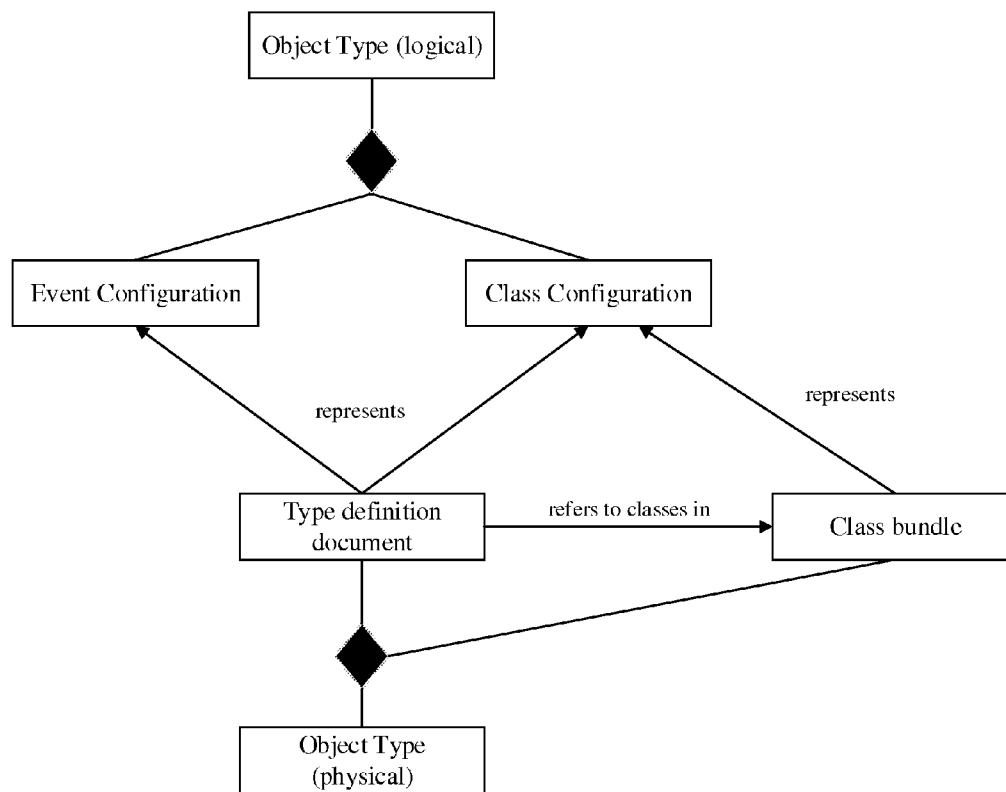 Object Type (logical)
Event Configuration
Class Configuration
represents
represents
Type definition
document
refers to classes in
Class bundle
Object Type
(physical)